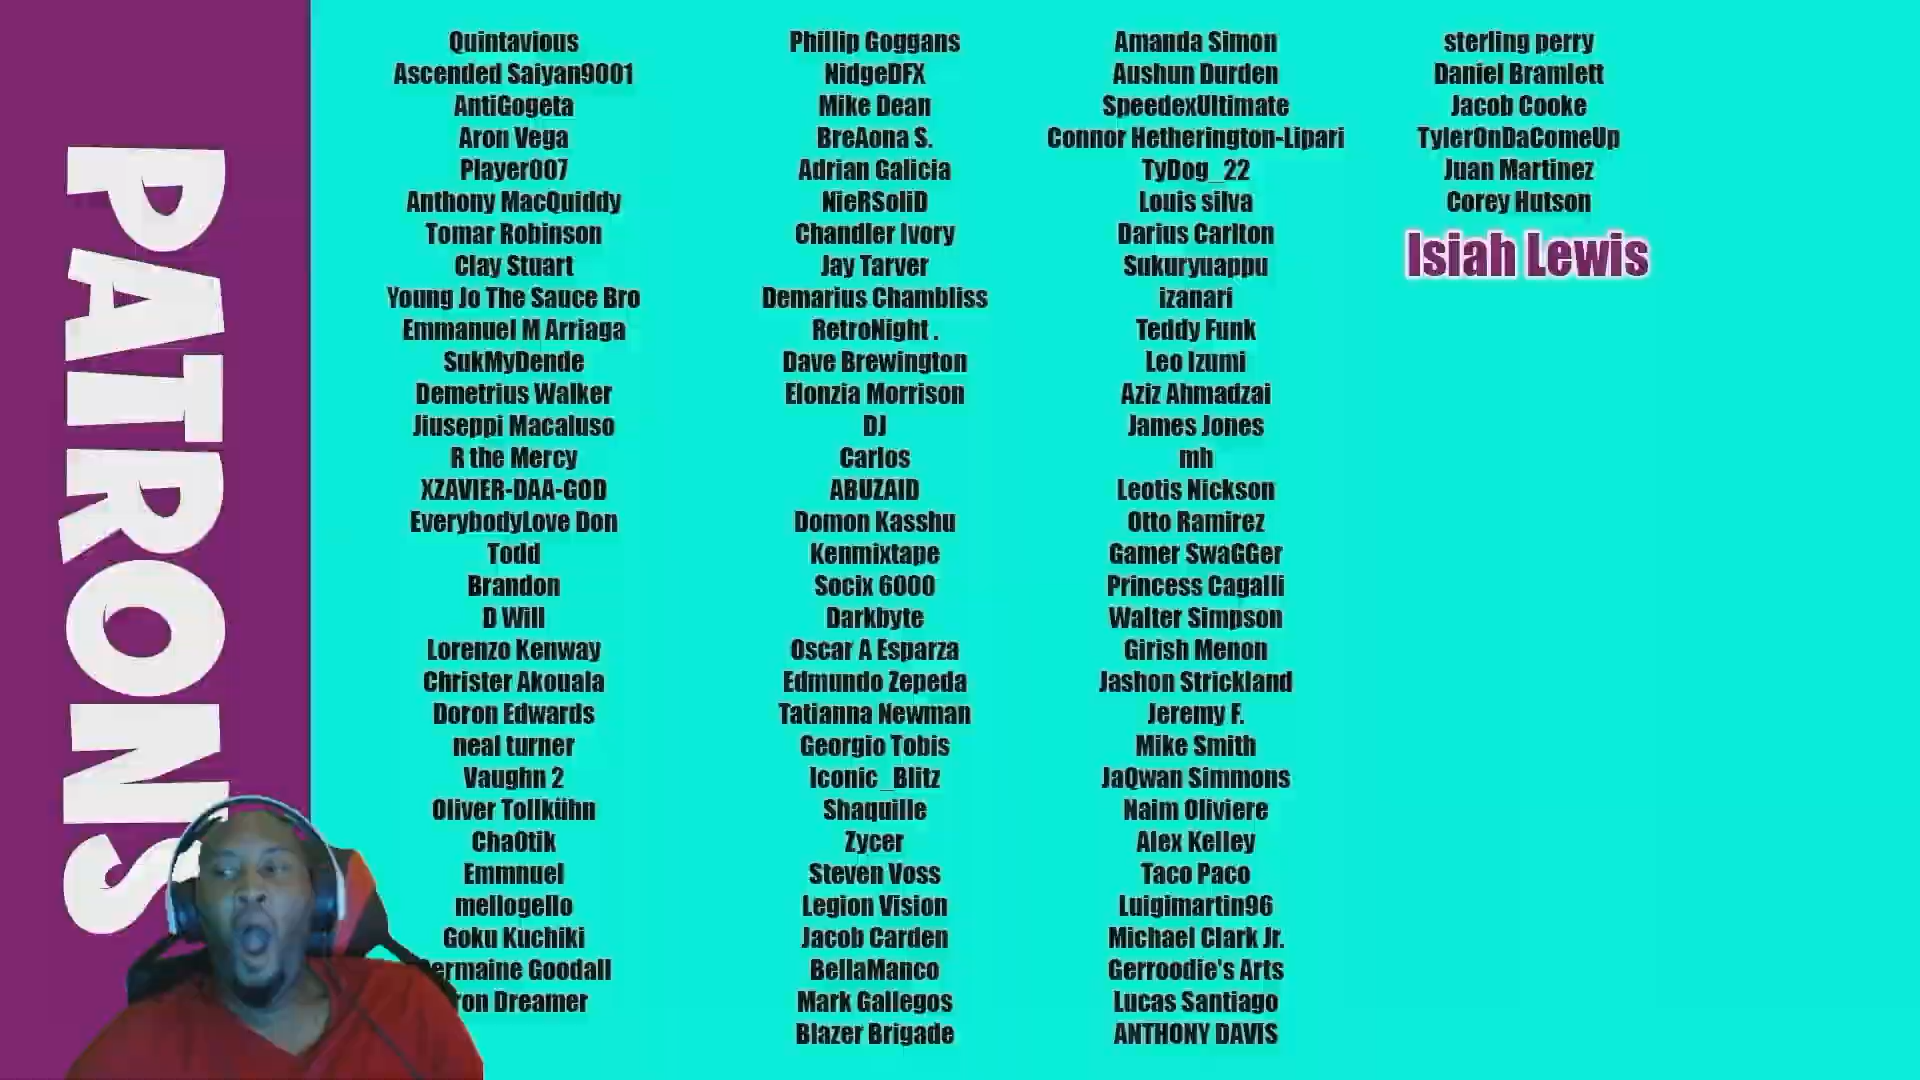 PATRONS
Quintavious
Ascended Saiyan9001
AntiGogeta
Aron Vega
Player007
Anthony MacQuiddy
Tomar Robinson
Clay Stuart
Young Jo The Sauce Bro
Emmanuel M Arriaga
SukMyDende
Demetrius Walker
Jiuseppi Macaluso
R the Mercy
XZAVIER-DAA-GOD
EverybodyLove Don
Todd
Brandon
D Will
Lorenzo Kenway
Christer Akouala
Doron Edwards
neal turner
Vaughn 2
Oliver Tollkühn
Cha0tik
Emmnuel
mellogello
Goku Kuchiki
Goodall
Dreamer
Phillip Goggans
NidgeDFX
Mike Dean
BreAona S.
Adrian Galicia
NieRSoliD
Chandler Ivory
Jay Tarver
Demarius Chambliss
RetroNight .
Dave Brewington
Elonzia Morrison
DJ
Carlos
ABUZAID
Domon Kasshu
Kenmixtape
Socix 6000
Darkbyte
Oscar A Esparza
Edmundo Zepeda
Tatianna Newman
Georgio Tobis
Iconic_Blitz
Shaquille
Zycer
Steven Voss
Legion Vision
Jacob Carden
BellaManco
Mark Gallegos
Blazer Brigade
Amanda Simon
Aushun Durden
SpeedexUltimate
Connor Hetherington-Lipari
TyDog_22
Louis silva
Darius Carlton
Sukuryuappu
izanari
Teddy Funk
Leo Izumi
Aziz Ahmadzai
James Jones
mh
Leotis Nickson
Otto Ramirez
Gamer SwaGGer
Princess Cagalli
Walter Simpson
Girish Menon
Jashon Strickland
Jeremy F.
Mike Smith
JaQwan Simmons
Naim Oliviere
Alex Kelley
Taco Paco
Luigimartin96
Michael Clark Jr.
Gerroodie's Arts
Lucas Santiago
ANTHONY DAVIS
sterling perry
Daniel Bramlett
Jacob Cooke
TylerOnDaComeUp
Juan Martinez
Corey Hutson
Isiah Lewis